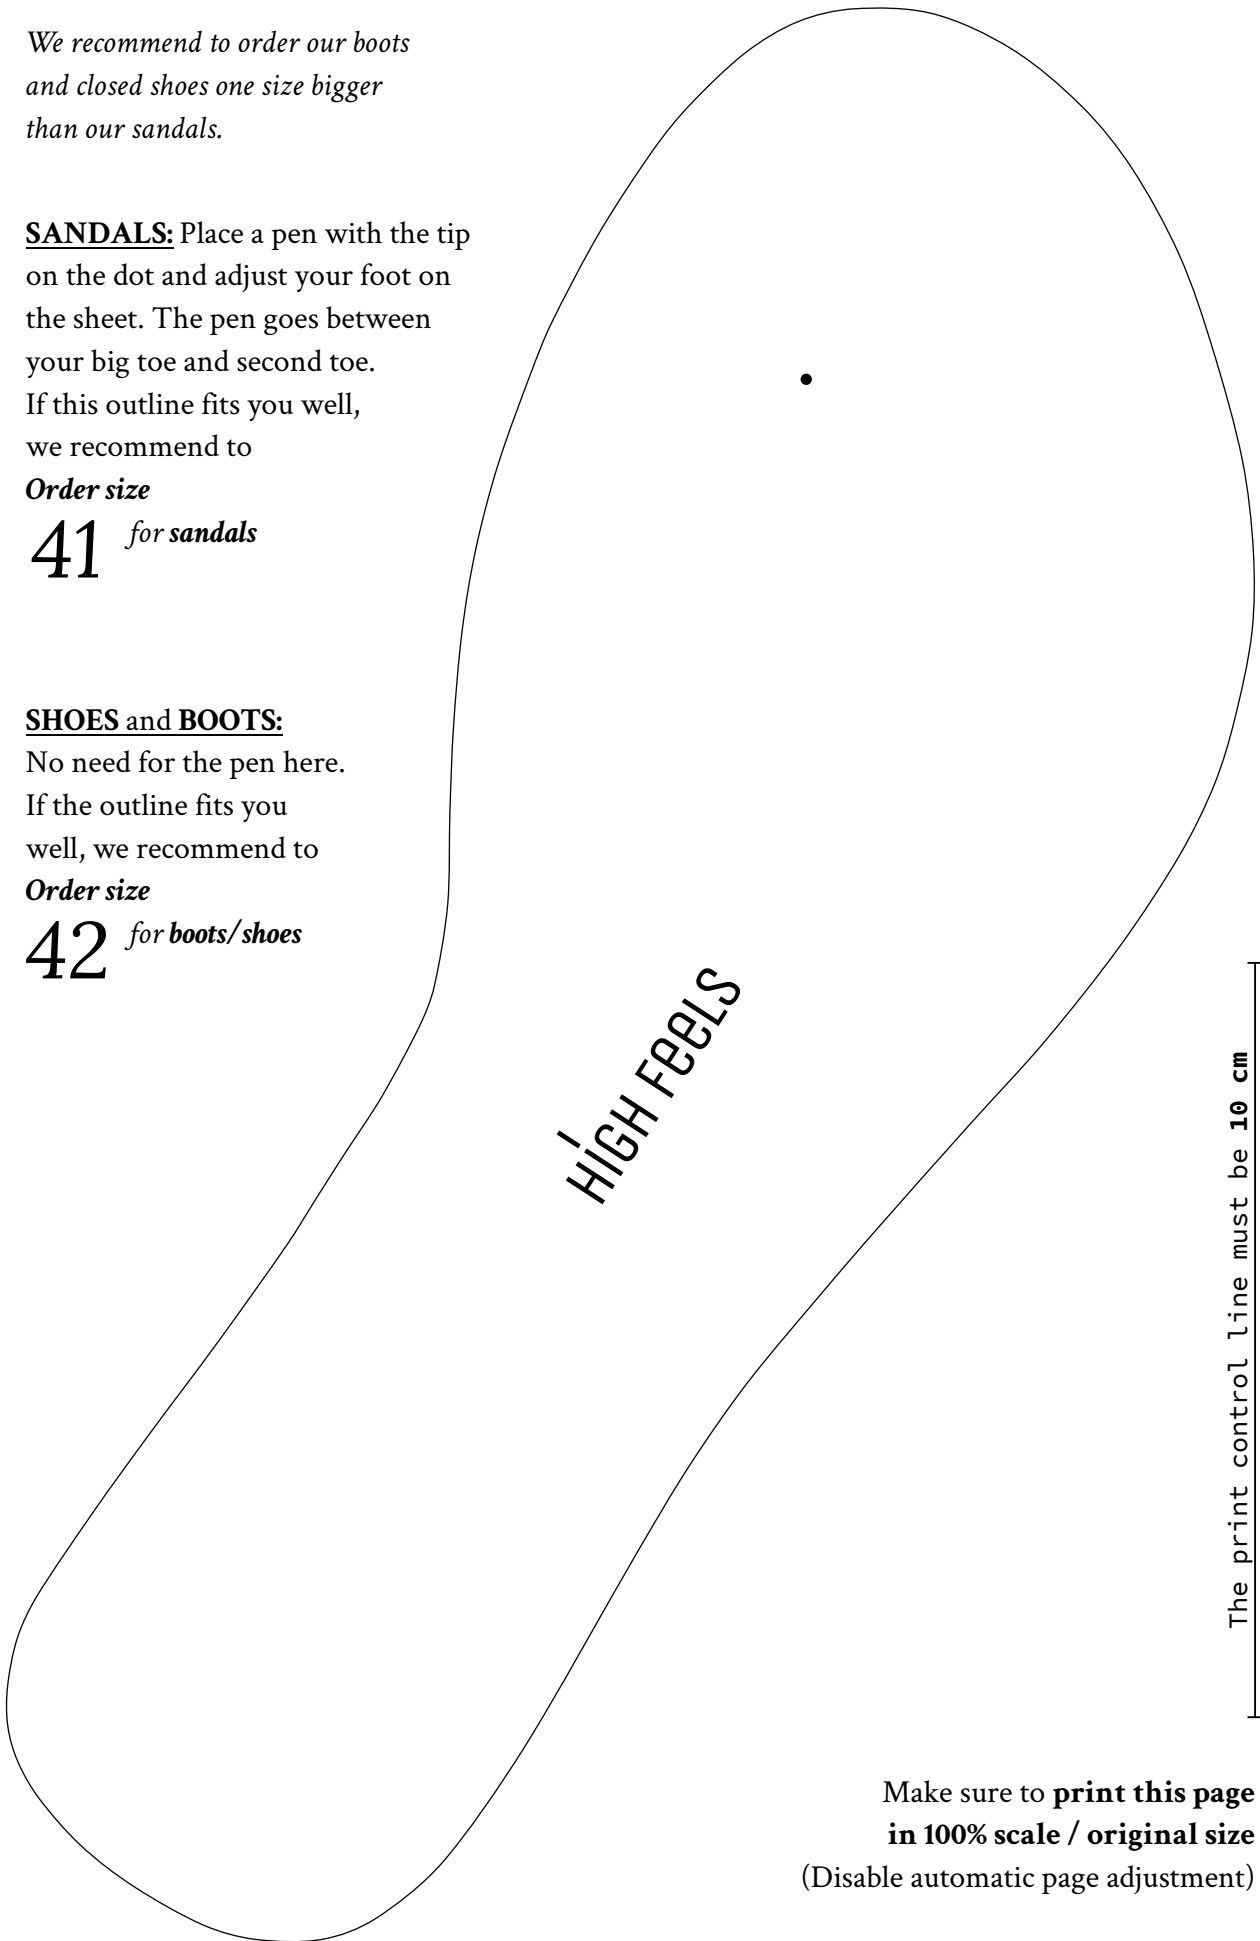 We recommend to order our boots
and closed shoes one size bigger
than our sandals.
SANDALS: Place a pen with the tip
on the dot and adjust your foot on
the sheet. The pen goes between
your big toe and second toe.
If this outline fits you well,
we recommend to
Order size
41 for sandals
SHOES and BOOTS:
No need for the pen here.
If the outline fits you
well, we recommend to
Order size
42 for boots/shoes
HiGH FeeLS
The print control line must be 10 cm
Make sure to print this page
in 100% scale / original size
(Disable automatic page adjustment)